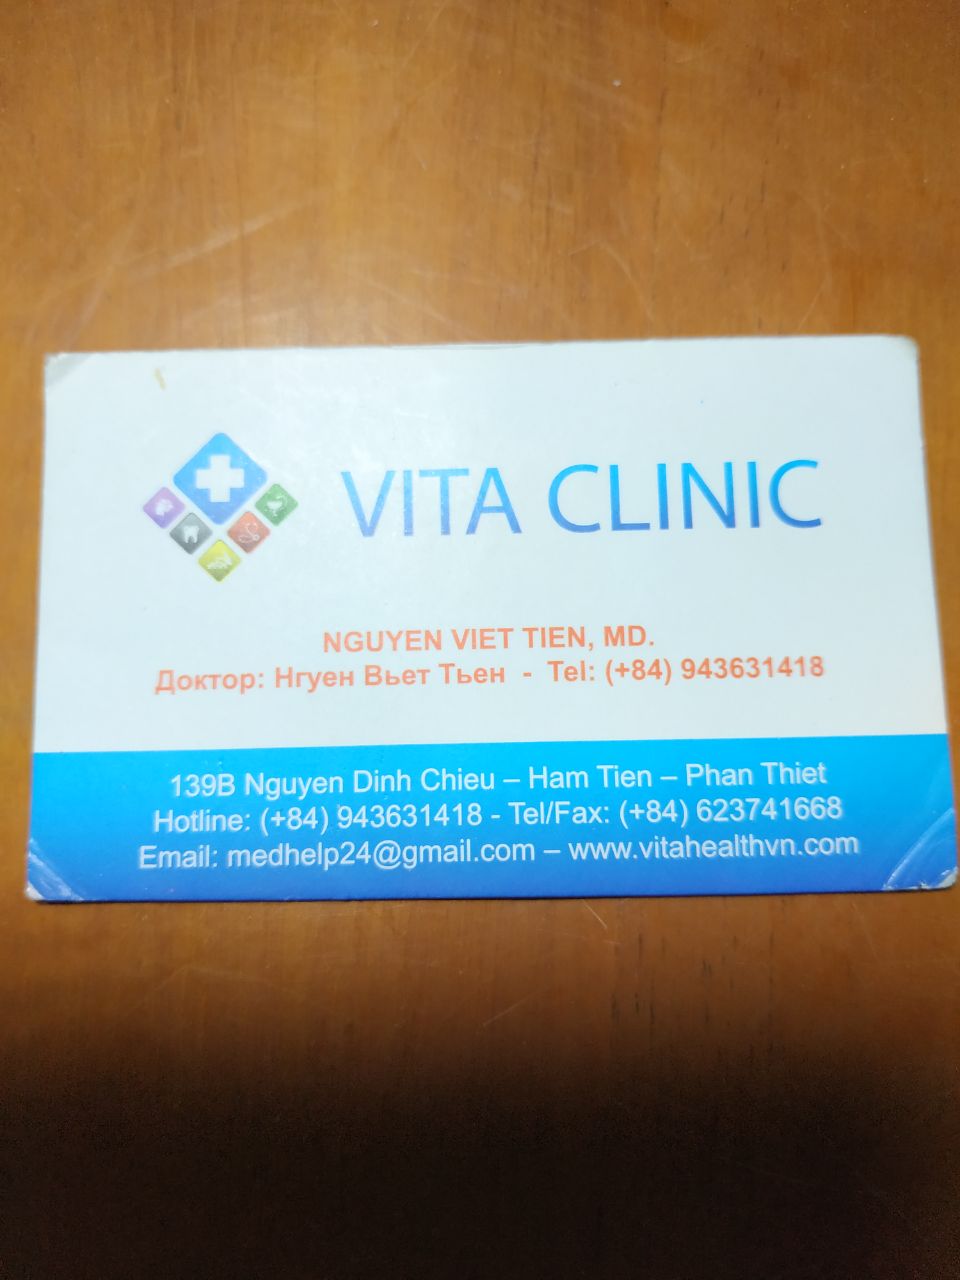 VITA CLINIC
NGUYEN VIET TIEN, MD.
Доктор: Нгуен Вьет Тьен - Tel: (+84) 943631418
139B Nguyen Dinh Chieu – Ham Tien – Phan Thiet
Hotline: (+84) 943631418 - Tel/Fax: (+84) 623741668
Email: medhelp24@gmail.com – www.vitahealthvn.com